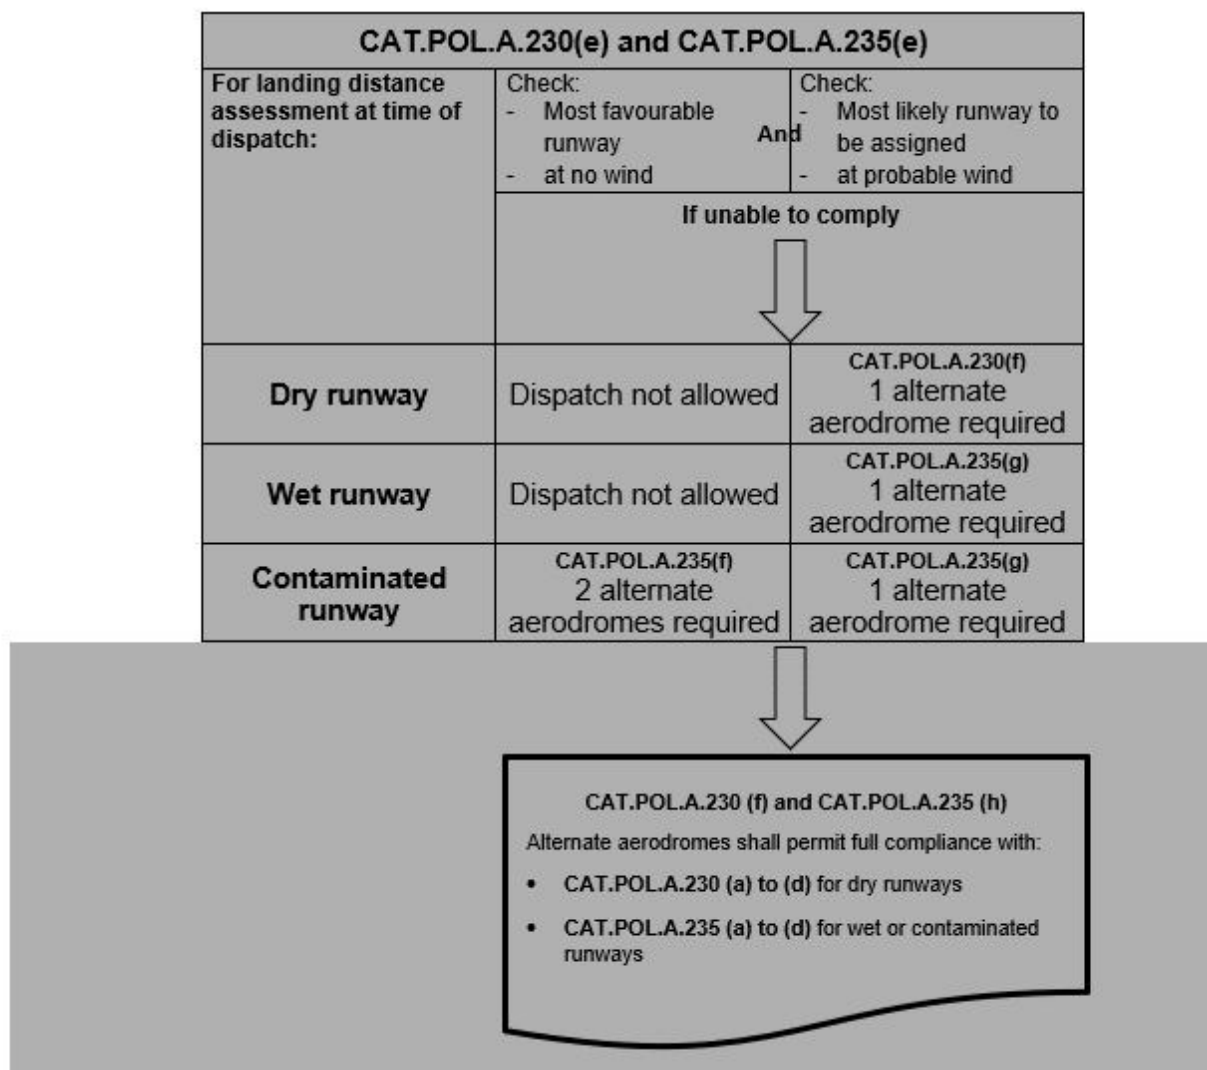 CAT.POL.A.230(e) and CAT.POL.A.235(e)
For landing distance
assessment at time of
dispatch:
Check:
- Most favourable
runway
- at no wind
And
Check:
- Most likely runway to
be assigned
- at probable wind
If unable to comply
Dry runway
Dispatch not allowed
CAT.POL.A.230(f)
1 alternate
aerodrome required
Wet runway
Dispatch not allowed
CAT.POL.A.235(g)
1 alternate
aerodrome required
Contaminated
runway
CAT.POL.A.235(f)
2 alternate
aerodromes required
CAT.POL.A.235(g)
1 alternate
aerodrome required
CAT.POL.A.230 (f) and CAT.POL.A.235 (h)
Alternate aerodromes shall permit full compliance with:
• CAT.POL.A.230 (a) to (d) for dry runways
• CAT.POL.A.235 (a) to (d) for wet or contaminated
runways